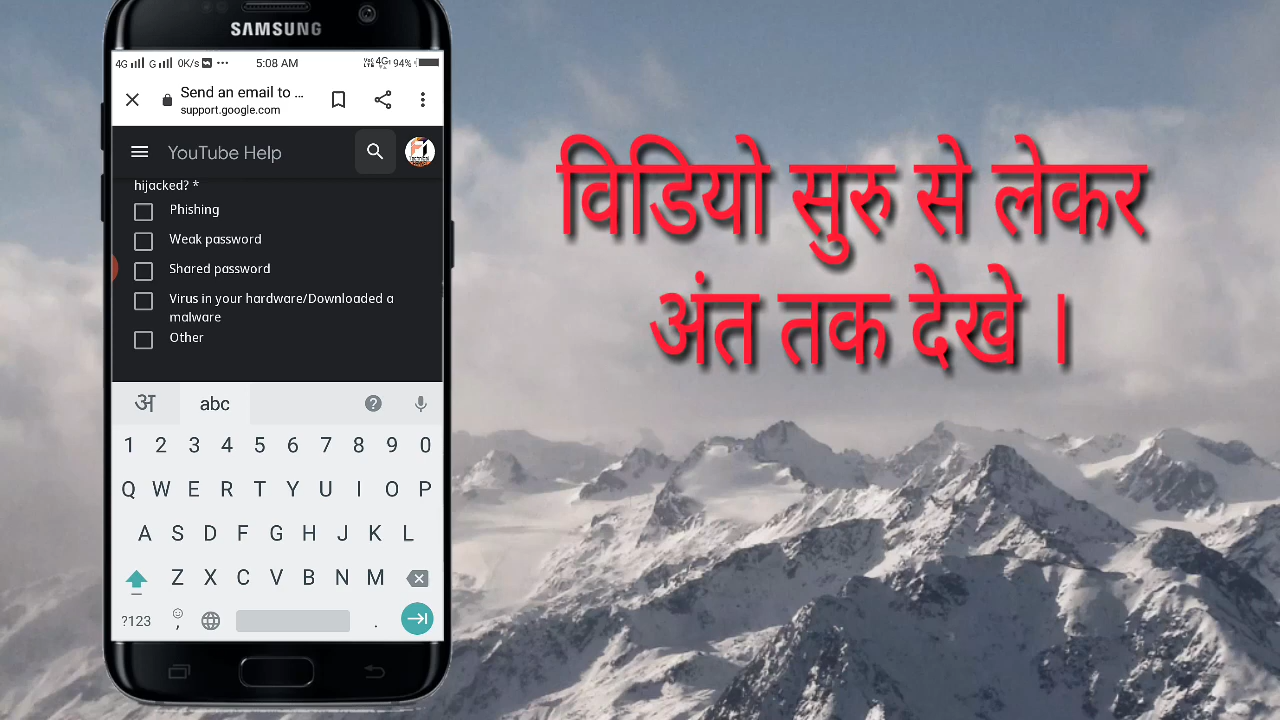 SAMSUNG
4G G 0K/s ... 5:08 AM 4G 94%
Send an email to ...
support.google.com
YouTube Help
hijacked? *
Phishing
Weak password
Shared password
Virus in your hardware/Downloaded a
malware
Other
अ abc
1 2 3 4 5 6 7 8 9 0
Q W E R T Y U I O P
A S D F G H J K L
Z X C V B N M
?123 , .
विडियो सुरु से लेकर
अंत तक देखे ।